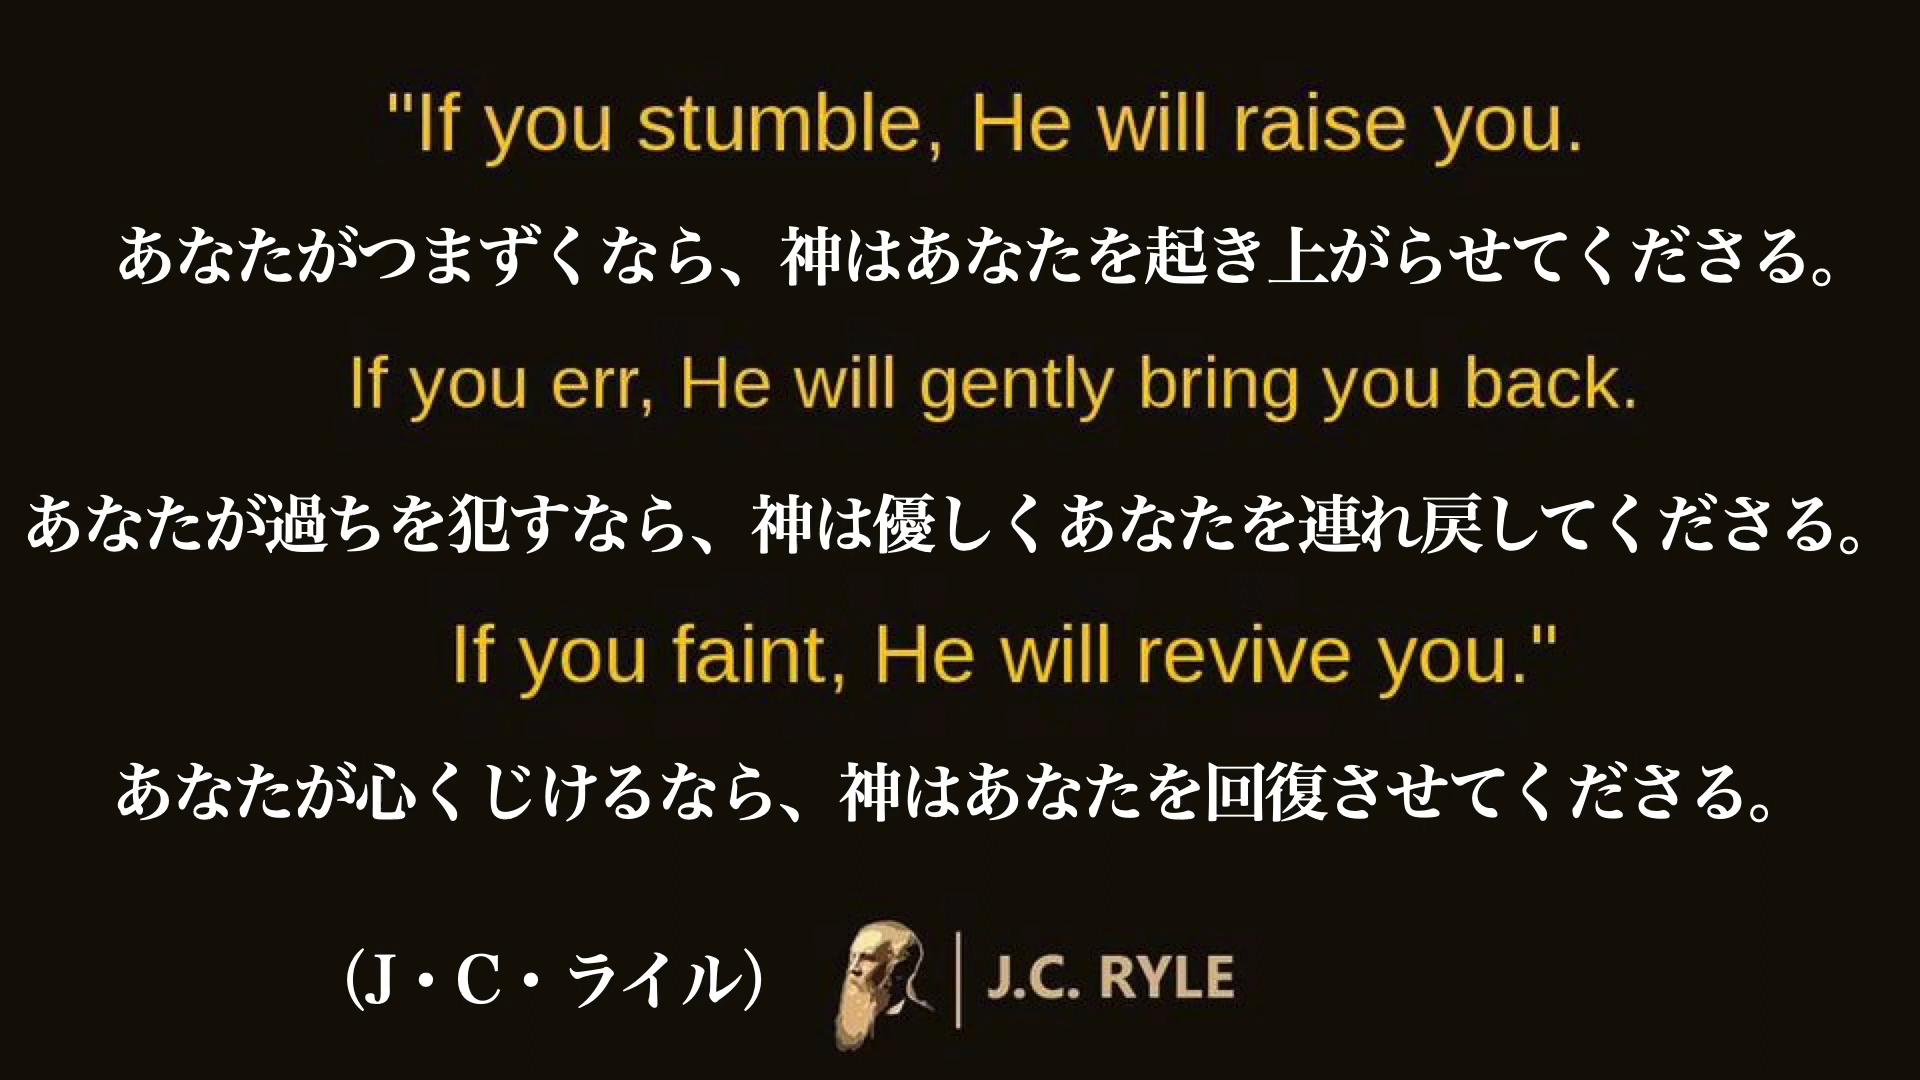 "If you stumble, He will raise you.
あなたがつまずくなら、神はあなたを起き上がらせてくださる。
If you err, He will gently bring you back.
あなたが過ちを犯すなら、神は優しくあなたを連れ戻してくださる。
If you faint, He will revive you."
あなたが心くじけるなら、神はあなたを回復させてくださる。
（J・C・ライル） J.C. RYLE